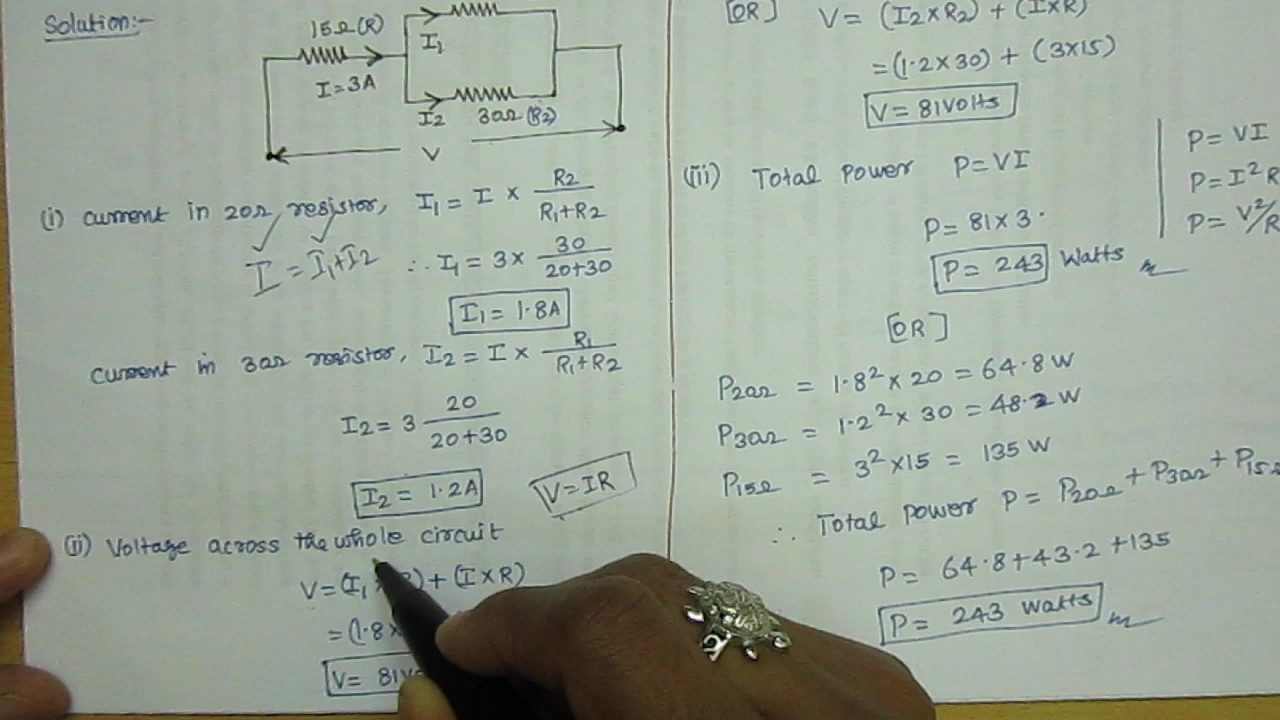 Solution:-
15Ω(R)
I=3A
I1
I2 30Ω (R2)
V
(i) current in 20Ω resistor, I1 = I × R2/R1+R2
I = I1+I2 ∴ I1 = 3 × 30/20+30
I1 = 1.8A
current in 30Ω resistor, I2 = I × R1/R1+R2
I2 = 3 20/20+30
I2 = 1.2A
V=IR
(ii) Voltage across the whole circuit
V = (I1 ×) + (I×R)
= (1.8×
V= 81V
[OR] V = (I2×R2) + (I×R)
= (1.2×30) + (3×15)
V = 81Volts
(iii) Total power P=VI
P = 81×3.
P = 243 Watts
P = VI
P = I²R
P = V²/R
[OR]
P20Ω = 1.8² × 20 = 64.8 W
P30Ω = 1.2² × 30 = 48.2 W
P15Ω = 3² × 15 = 135 W
∴ Total power P = P20Ω + P30Ω + P15Ω
P = 64.8+43.2+135
P = 243 watts